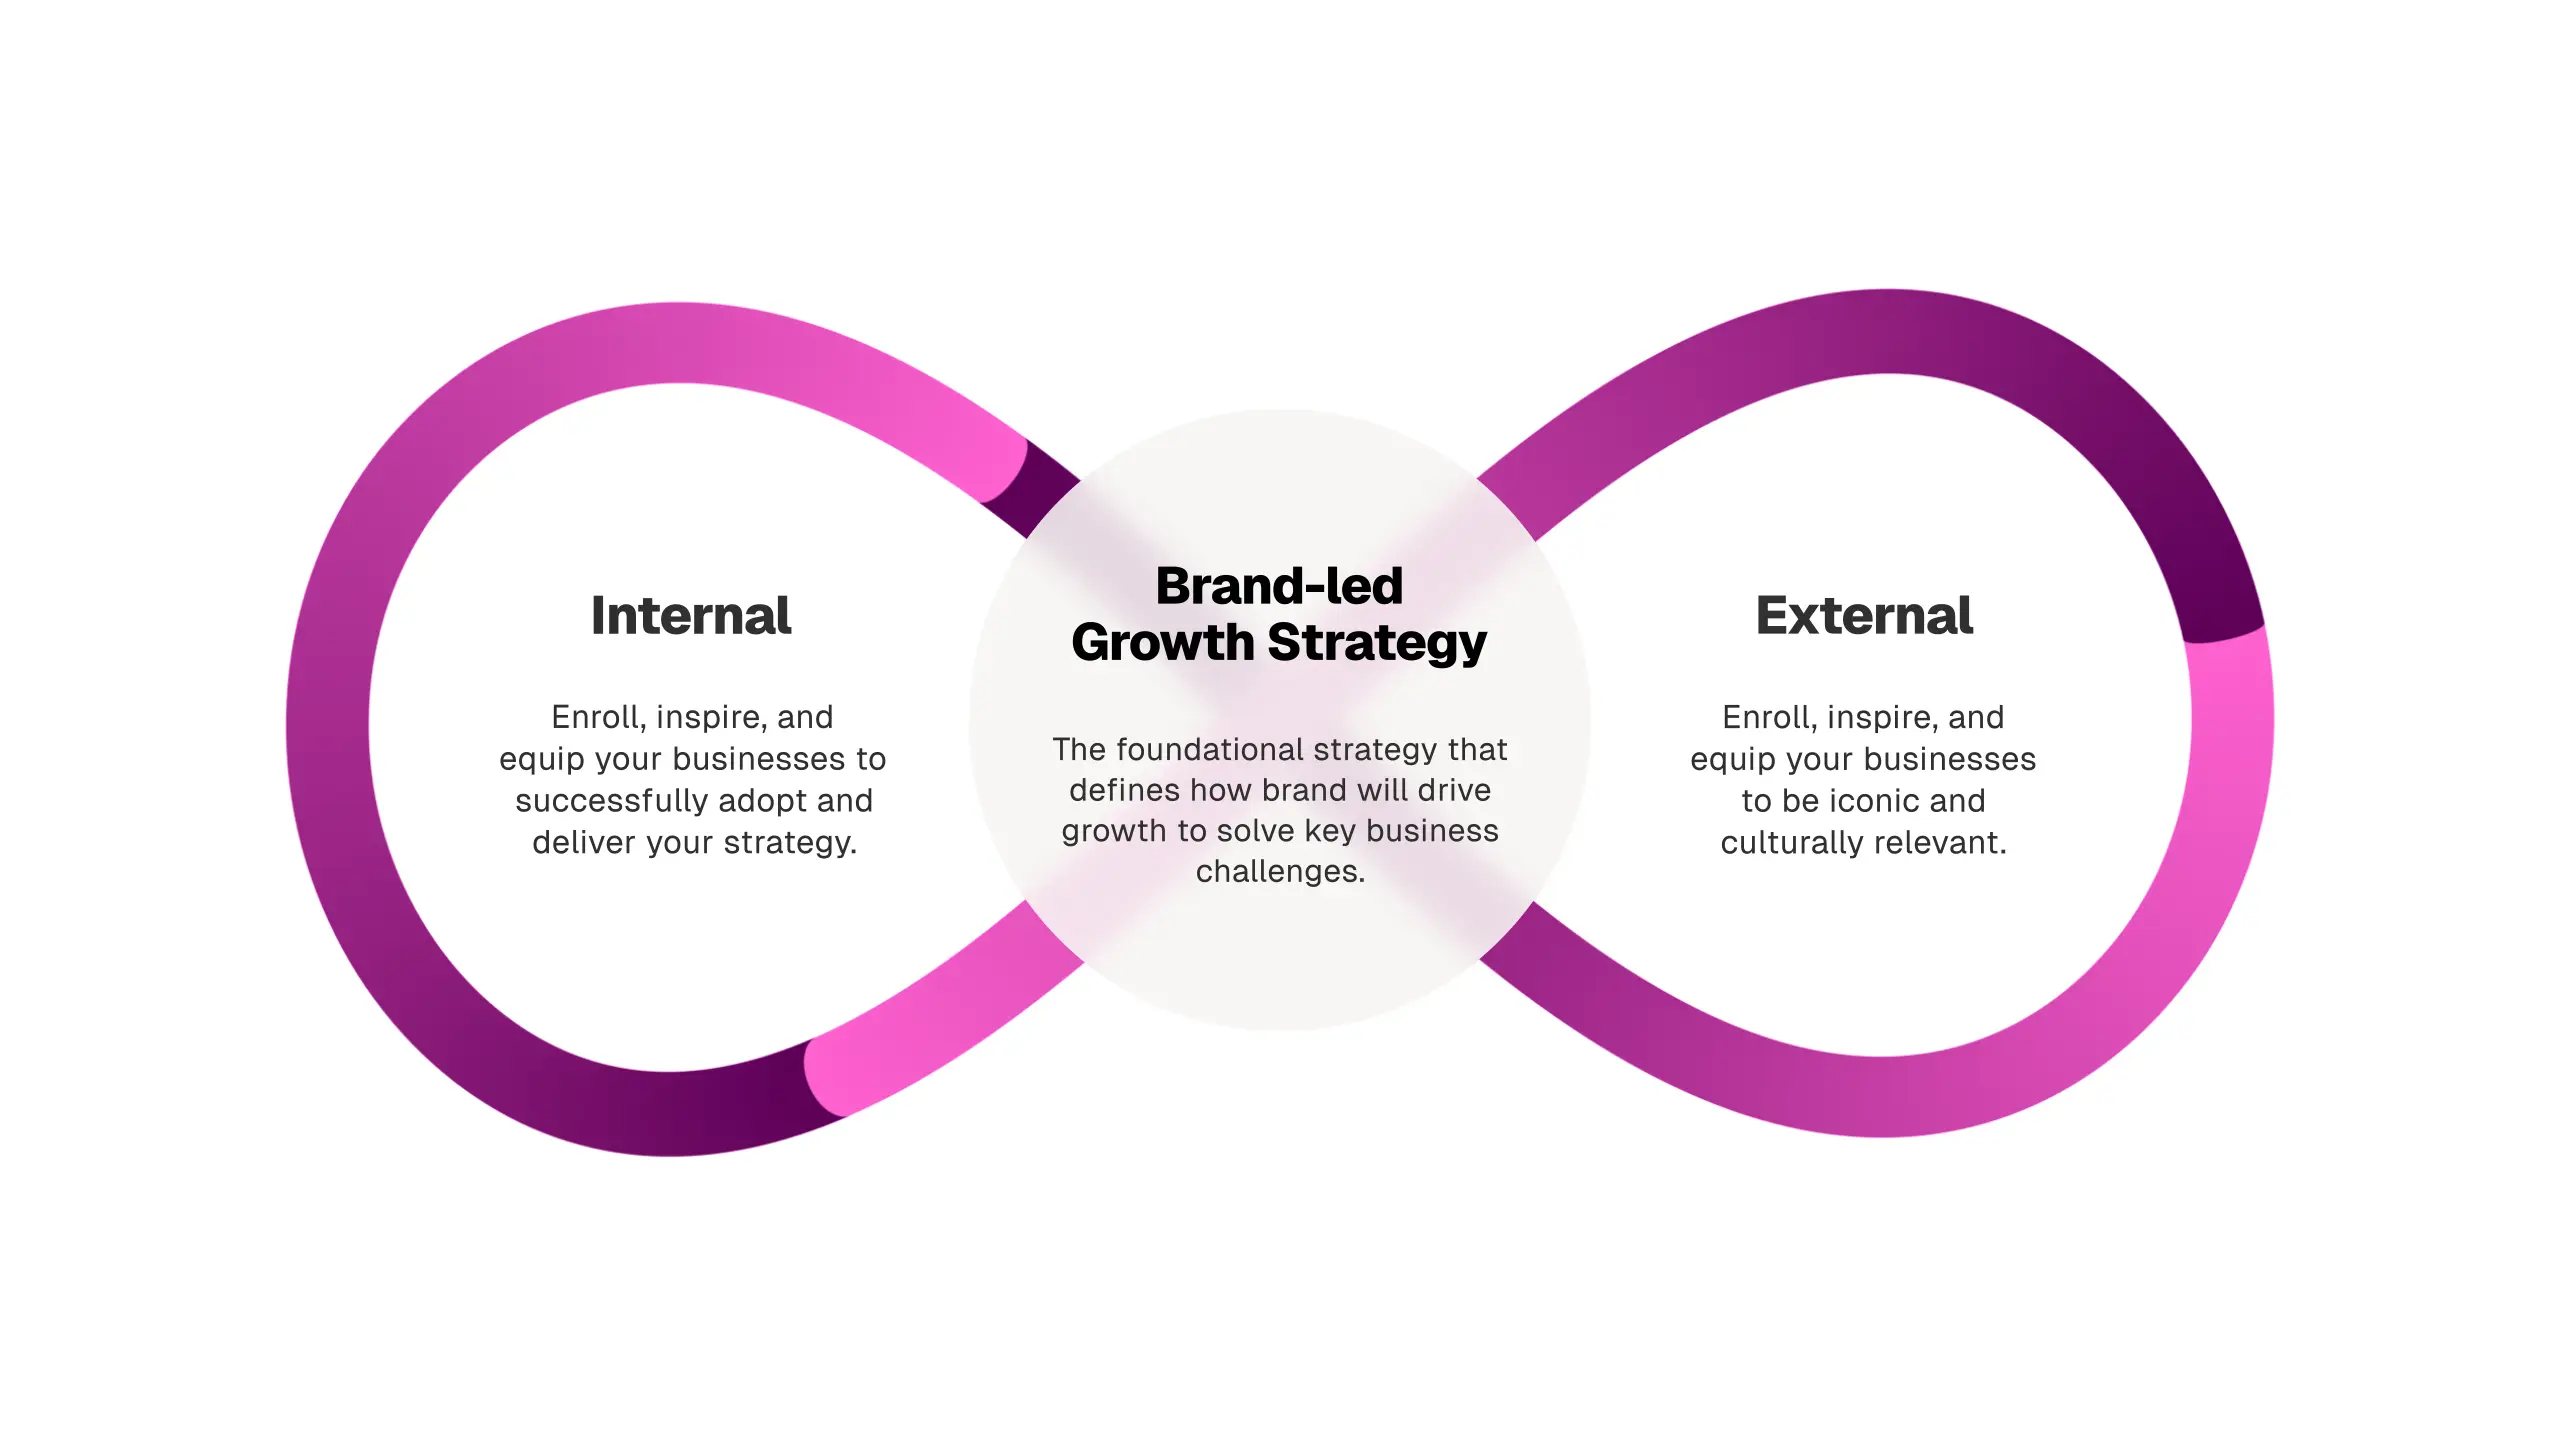 Internal
Enroll, inspire, and
equip your businesses to
successfully adopt and
deliver your strategy.
Brand-led
Growth Strategy
The foundational strategy that
defines how brand will drive
growth to solve key business
challenges.
External
Enroll, inspire, and
equip your businesses
to be iconic and
culturally relevant.